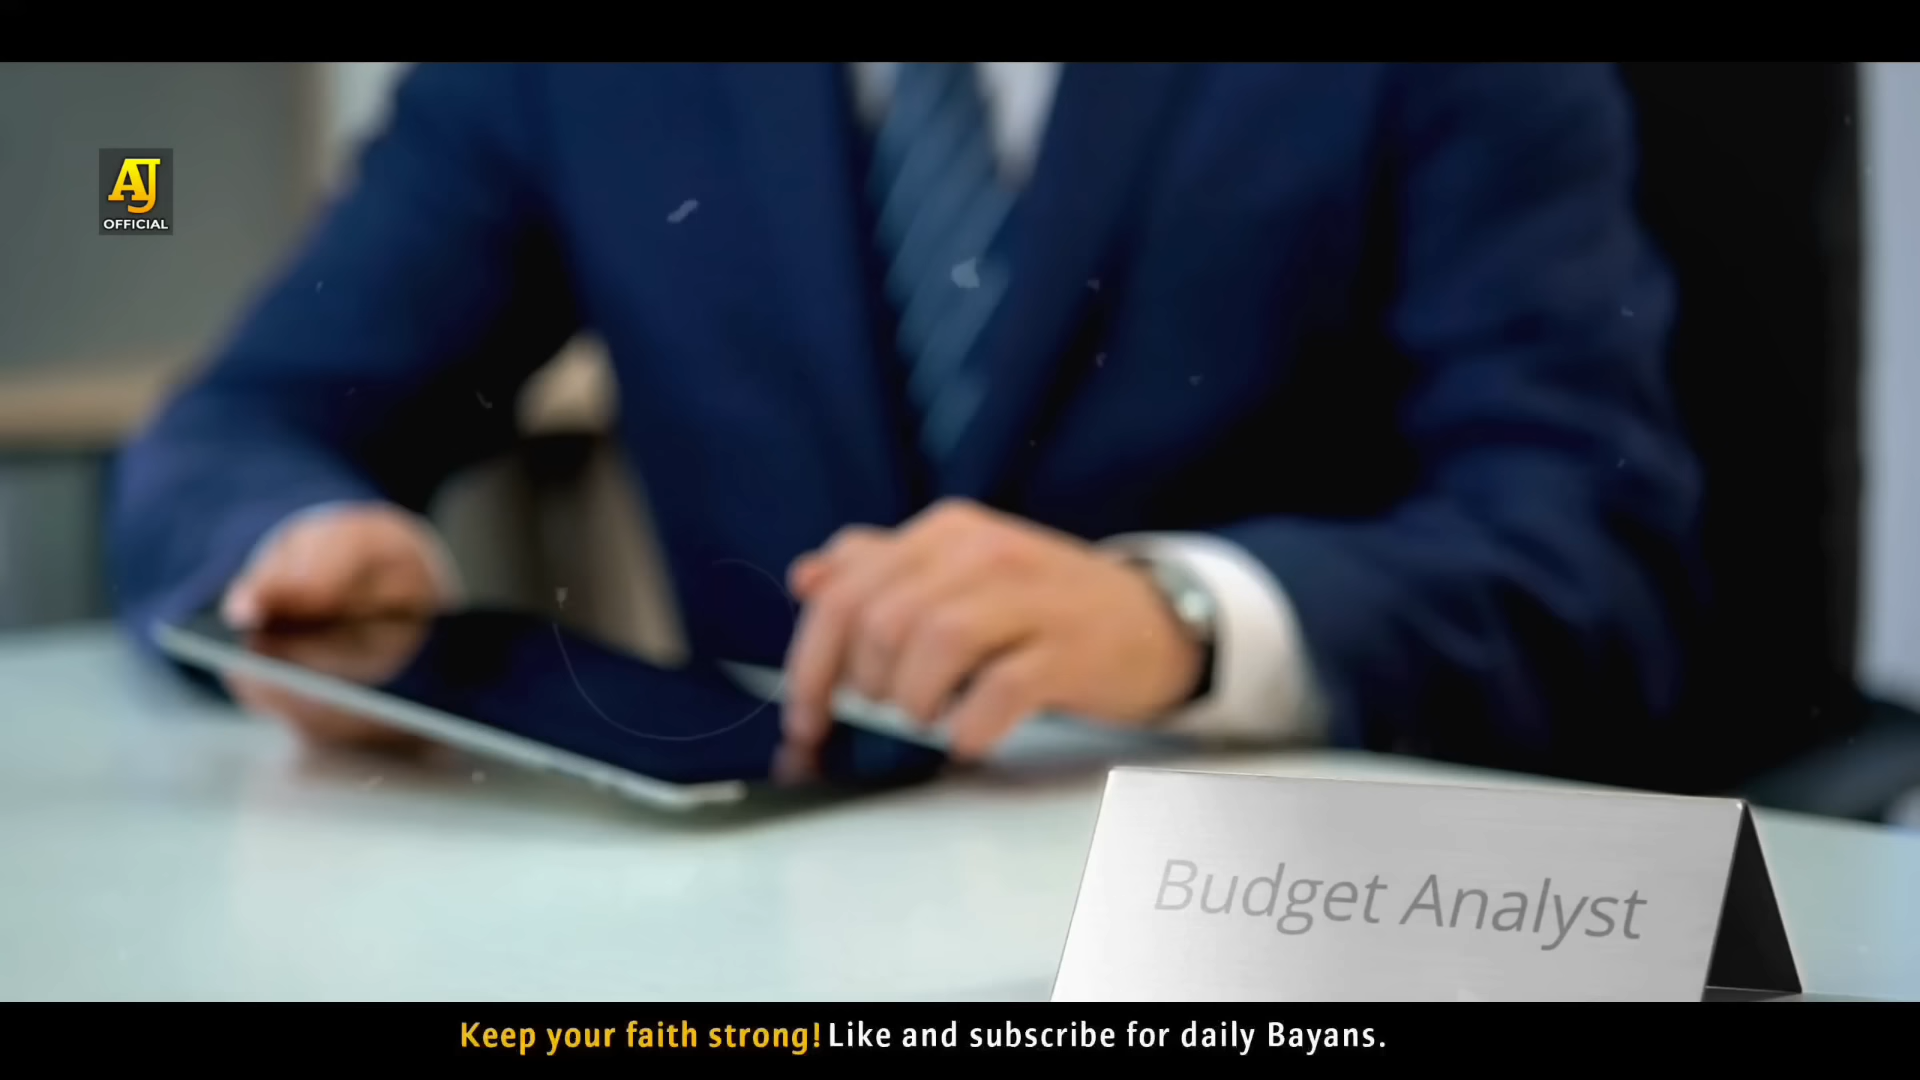 AJ
OFFICIAL
Budget Analyst
Keep your faith strong! Like and subscribe for daily Bayans.